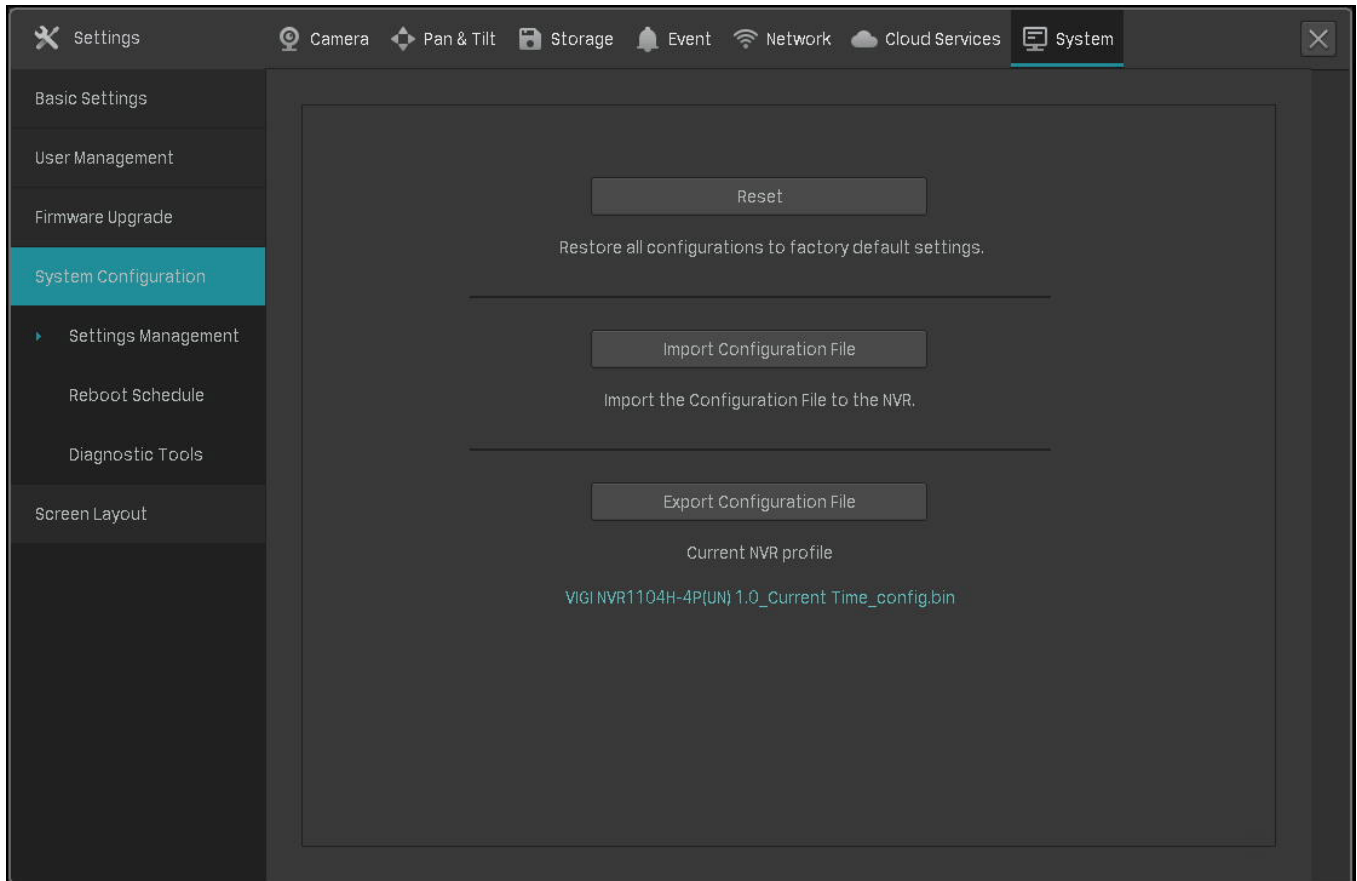 Settings
Camera
Pan & Tilt
Storage
Event
Network
Cloud Services
System
Basic Settings
User Management
Firmware Upgrade
System Configuration
Settings Management
Reboot Schedule
Diagnostic Tools
Screen Layout
Reset
Restore all configurations to factory default settings.
Import Configuration File
Import the Configuration File to the NVR.
Export Configuration File
Current NVR profile
VIGI NVR1104H-4P(UN) 1.0_Current Time_config.bin